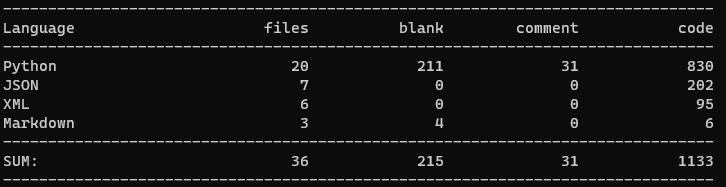 -------------------------------------------------------------------------------
Language                     files          blank        comment           code
-------------------------------------------------------------------------------
Python                          20            211             31            830
JSON                             7              0              0            202
XML                              6              0              0             95
Markdown                         3              4              0              6
-------------------------------------------------------------------------------
SUM:                            36            215             31           1133
-------------------------------------------------------------------------------